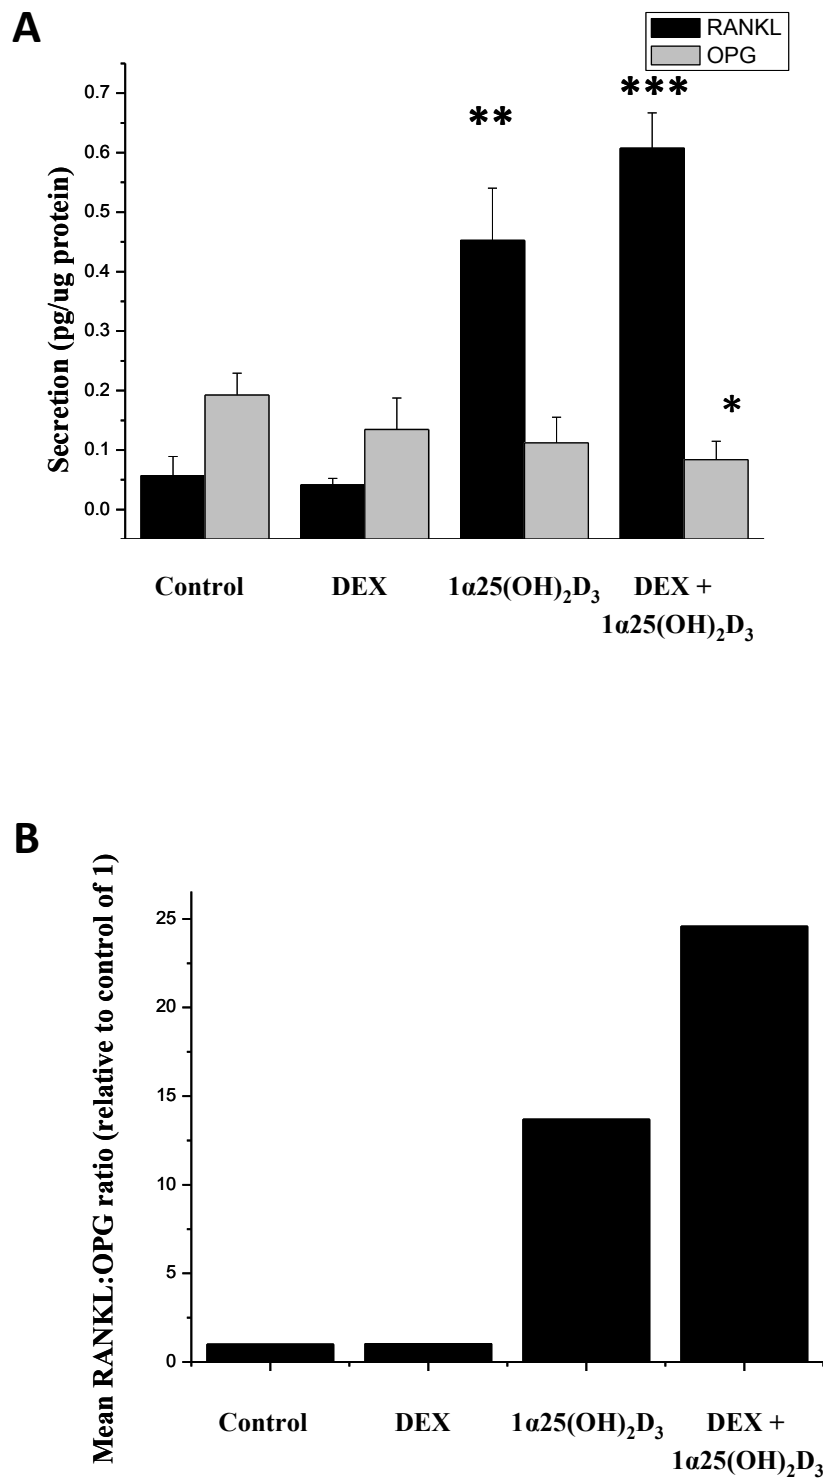 A
RANKL
OPG
***
**
*
0.7
0.6
0.5
0.4
0.3
0.2
0.1
0.0
Secretion (pg/ug protein)
Control
DEX
1α25(OH)₂D₃
DEX +
1α25(OH)₂D₃
B
Mean RANKL:OPG ratio (relative to control of 1)
25
20
15
10
5
0
Control
DEX
1α25(OH)₂D₃
DEX +
1α25(OH)₂D₃